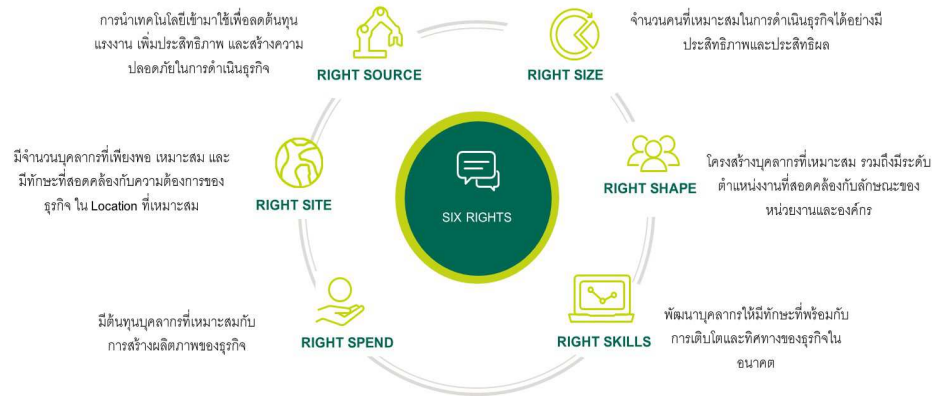 การนำเทคโนโลยีเข้ามาใช้เพื่อลดต้นทุน
แรงงาน เพิ่มประสิทธิภาพ และสร้างความ
ปลอดภัยในการดำเนินธุรกิจ
RIGHT SOURCE
จำนวนคนที่เหมาะสมในการดำเนินธุรกิจได้อย่างมี
ประสิทธิภาพและประสิทธิผล
RIGHT SIZE
มีจำนวนบุคลากรที่เพียงพอ เหมาะสม และ
มีทักษะที่สอดคล้องกับความต้องการของ
ธุรกิจ ใน Location ที่เหมาะสม
RIGHT SITE
SIX RIGHTS
RIGHT SHAPE
โครงสร้างบุคลากรที่เหมาะสม รวมถึงมีระดับ
ตำแหน่งงานที่สอดคล้องกับลักษณะของ
หน่วยงานและองค์กร
มีต้นทุนบุคลากรที่เหมาะสมกับ
การสร้างผลิตภาพของธุรกิจ
RIGHT SPEND
RIGHT SKILLS
พัฒนาบุคลากรให้มีทักษะที่พร้อมกับ
การเติบโตและทิศทางของธุรกิจใน
อนาคต